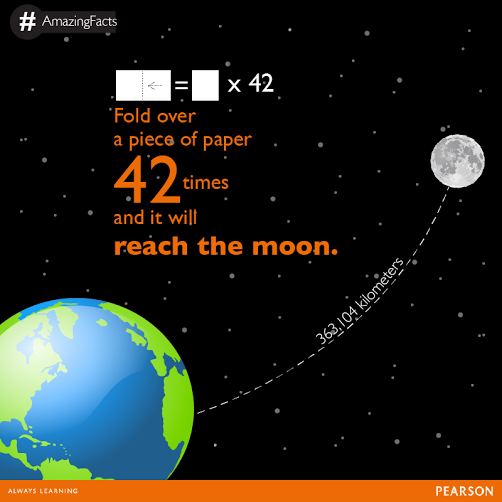 # AmazingFacts
= x 42
Fold over
a piece of paper
42 times
and it will
reach the moon.
363,104 kilometers
ALWAYS LEARNING
PEARSON